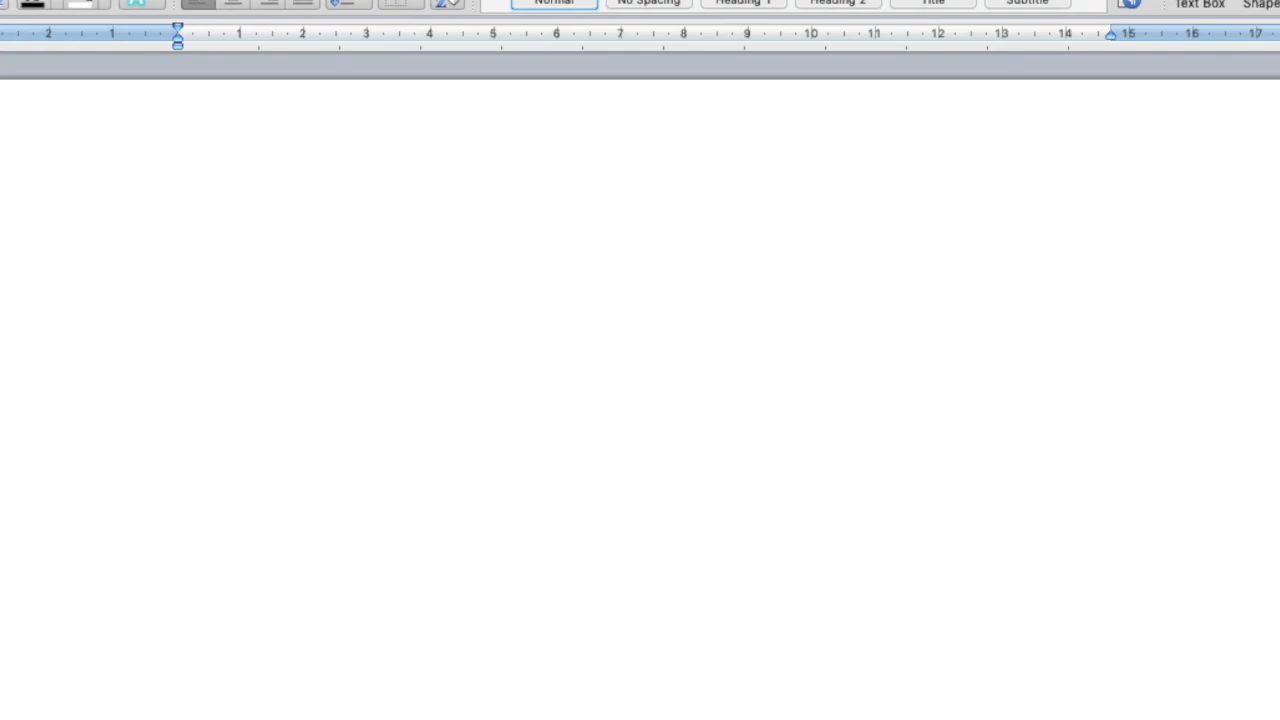 Normal No Spacing Heading 1 Heading 2 Title Subtitle Text Box Shape
2 1 1 2 3 4 5 6 7 8 9 10 11 12 13 14 15 16 17